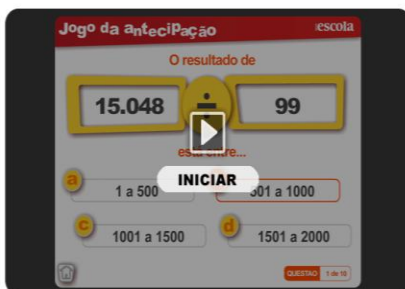 Jogo da antecipação
escola
O resultado de
15.048 ÷ 99
está entre...
INICIAR
a 1 a 500
501 a 1000
c 1001 a 1500
d 1501 a 2000
QUESTÃO 1 de 10